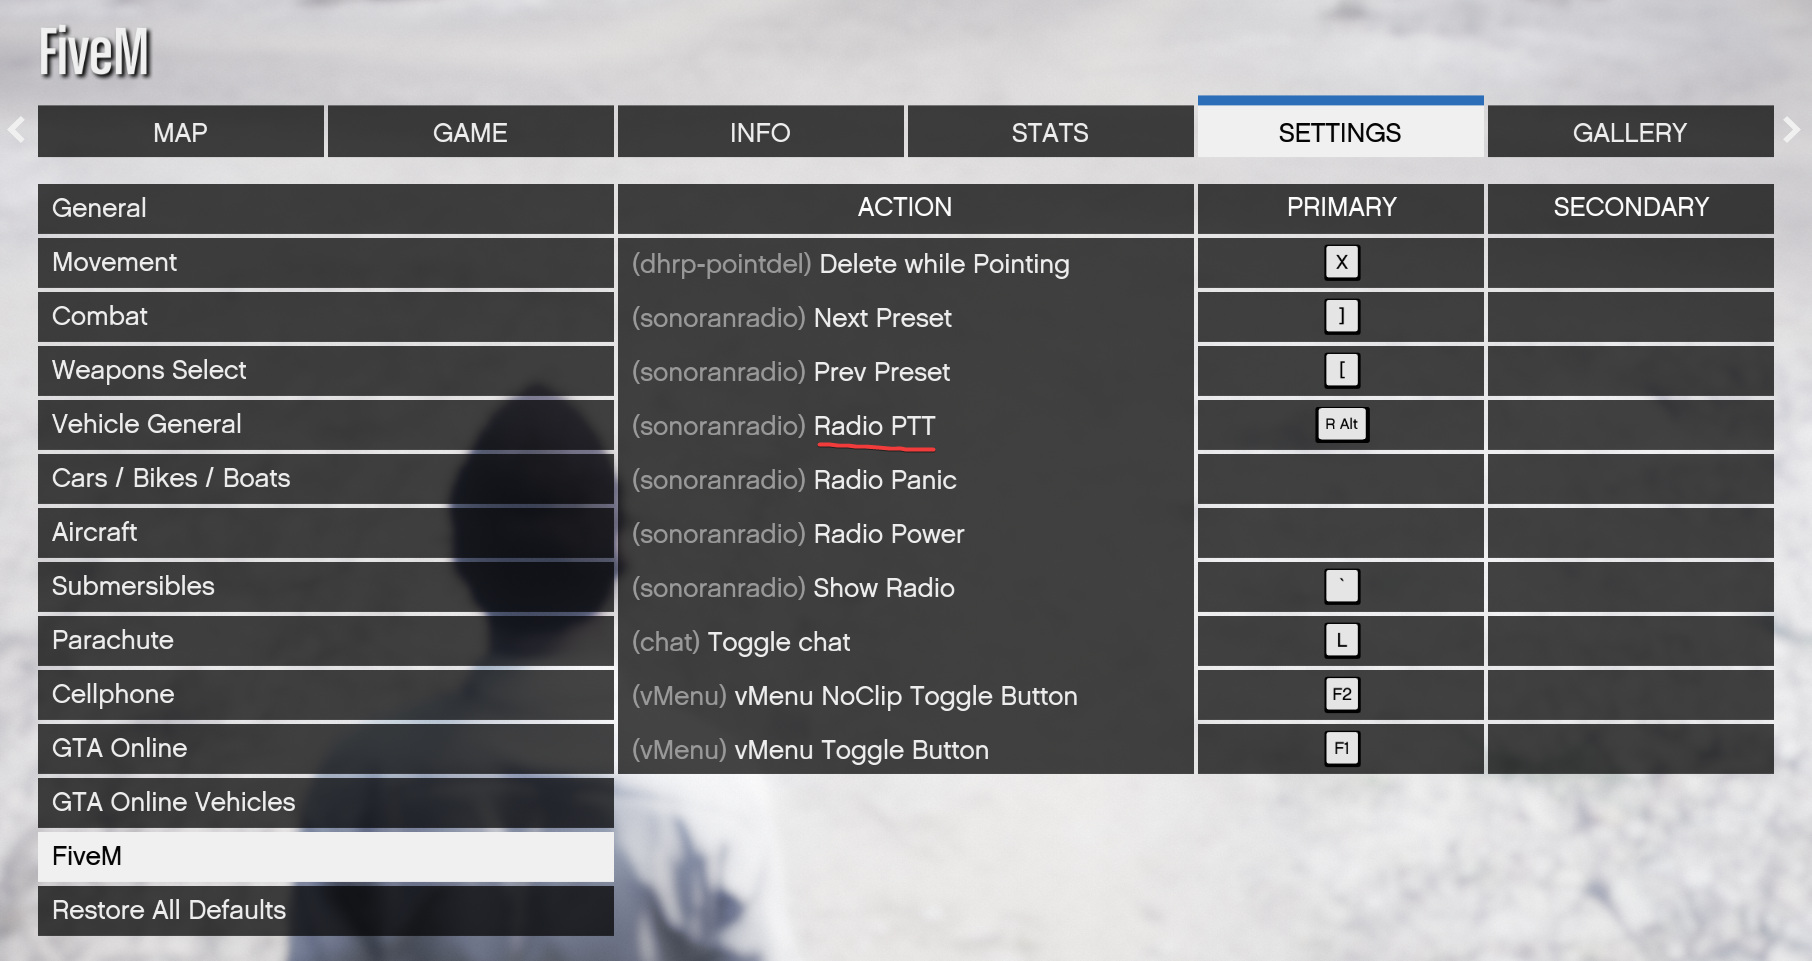 FiveM
MAP GAME INFO STATS SETTINGS GALLERY
General
Movement
Combat
Weapons Select
Vehicle General
Cars / Bikes / Boats
Aircraft
Submersibles
Parachute
Cellphone
GTA Online
GTA Online Vehicles
FiveM
Restore All Defaults
ACTION PRIMARY SECONDARY
(dhrp-pointdel) Delete while Pointing X
(sonoranradio) Next Preset ]
(sonoranradio) Prev Preset [
(sonoranradio) Radio PTT R Alt
(sonoranradio) Radio Panic
(sonoranradio) Radio Power
(sonoranradio) Show Radio `
(chat) Toggle chat L
(vMenu) vMenu NoClip Toggle Button F2
(vMenu) vMenu Toggle Button F1